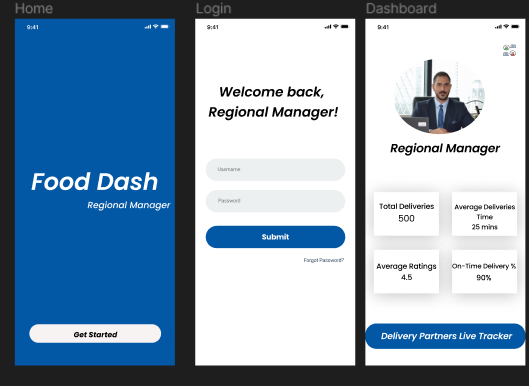 Home
Login
Dashboard
9:41
9:41
9:41
Food Dash
Regional Manager
Get Started
Welcome back,
Regional Manager!
Username
Password
Submit
Forgot Password?
Regional Manager
Total Deliveries
500
Average Deliveries
Time
25 mins
Average Ratings
4.5
On-Time Delivery %
90%
Delivery Partners Live Tracker